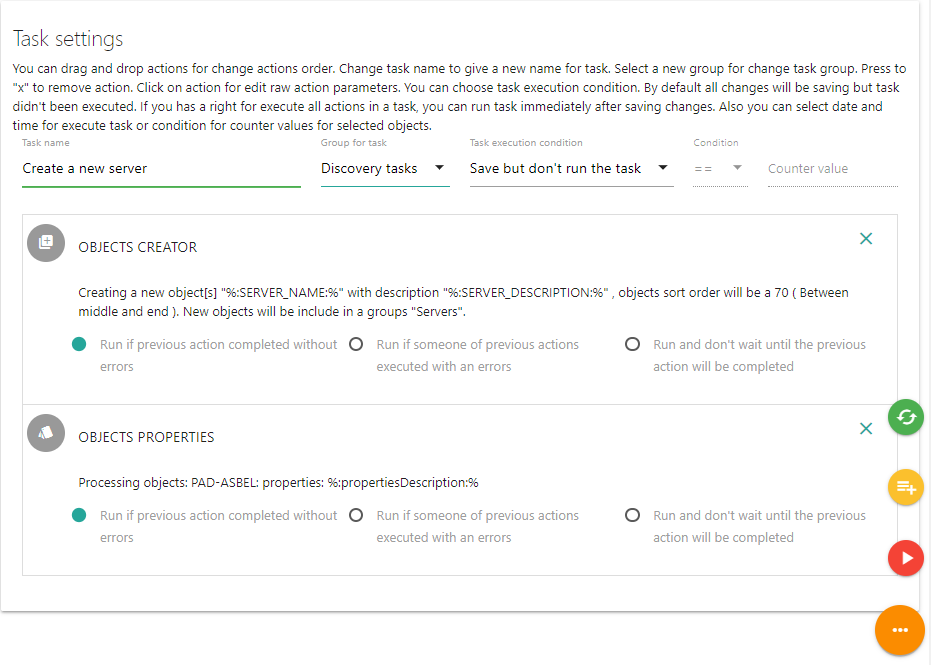 Task settings
You can drag and drop actions for change actions order. Change task name to give a new name for task. Select a new group for change task group. Press to
"x" to remove action. Click on action for edit raw action parameters. You can choose task execution condition. By default all changes will be saving but task
didn't been executed. If you has a right for execute all actions in a task, you can run task immediately after saving changes. Also you can select date and
time for execute task or condition for counter values for selected objects.
Task name Group for task Task execution condition Condition
Create a new server Discovery tasks Save but don't run the task == Counter value
OBJECTS CREATOR
Creating a new object[s] "%:SERVER_NAME:%" with description "%:SERVER_DESCRIPTION:%" , objects sort order will be a 70 ( Between
middle and end ). New objects will be include in a groups "Servers".
Run if previous action completed without Run if someone of previous actions Run and don't wait until the previous
errors executed with an errors action will be completed
OBJECTS PROPERTIES
Processing objects: PAD-ASBEL: properties: %:propertiesDescription:%
Run if previous action completed without Run if someone of previous actions Run and don't wait until the previous
errors executed with an errors action will be completed